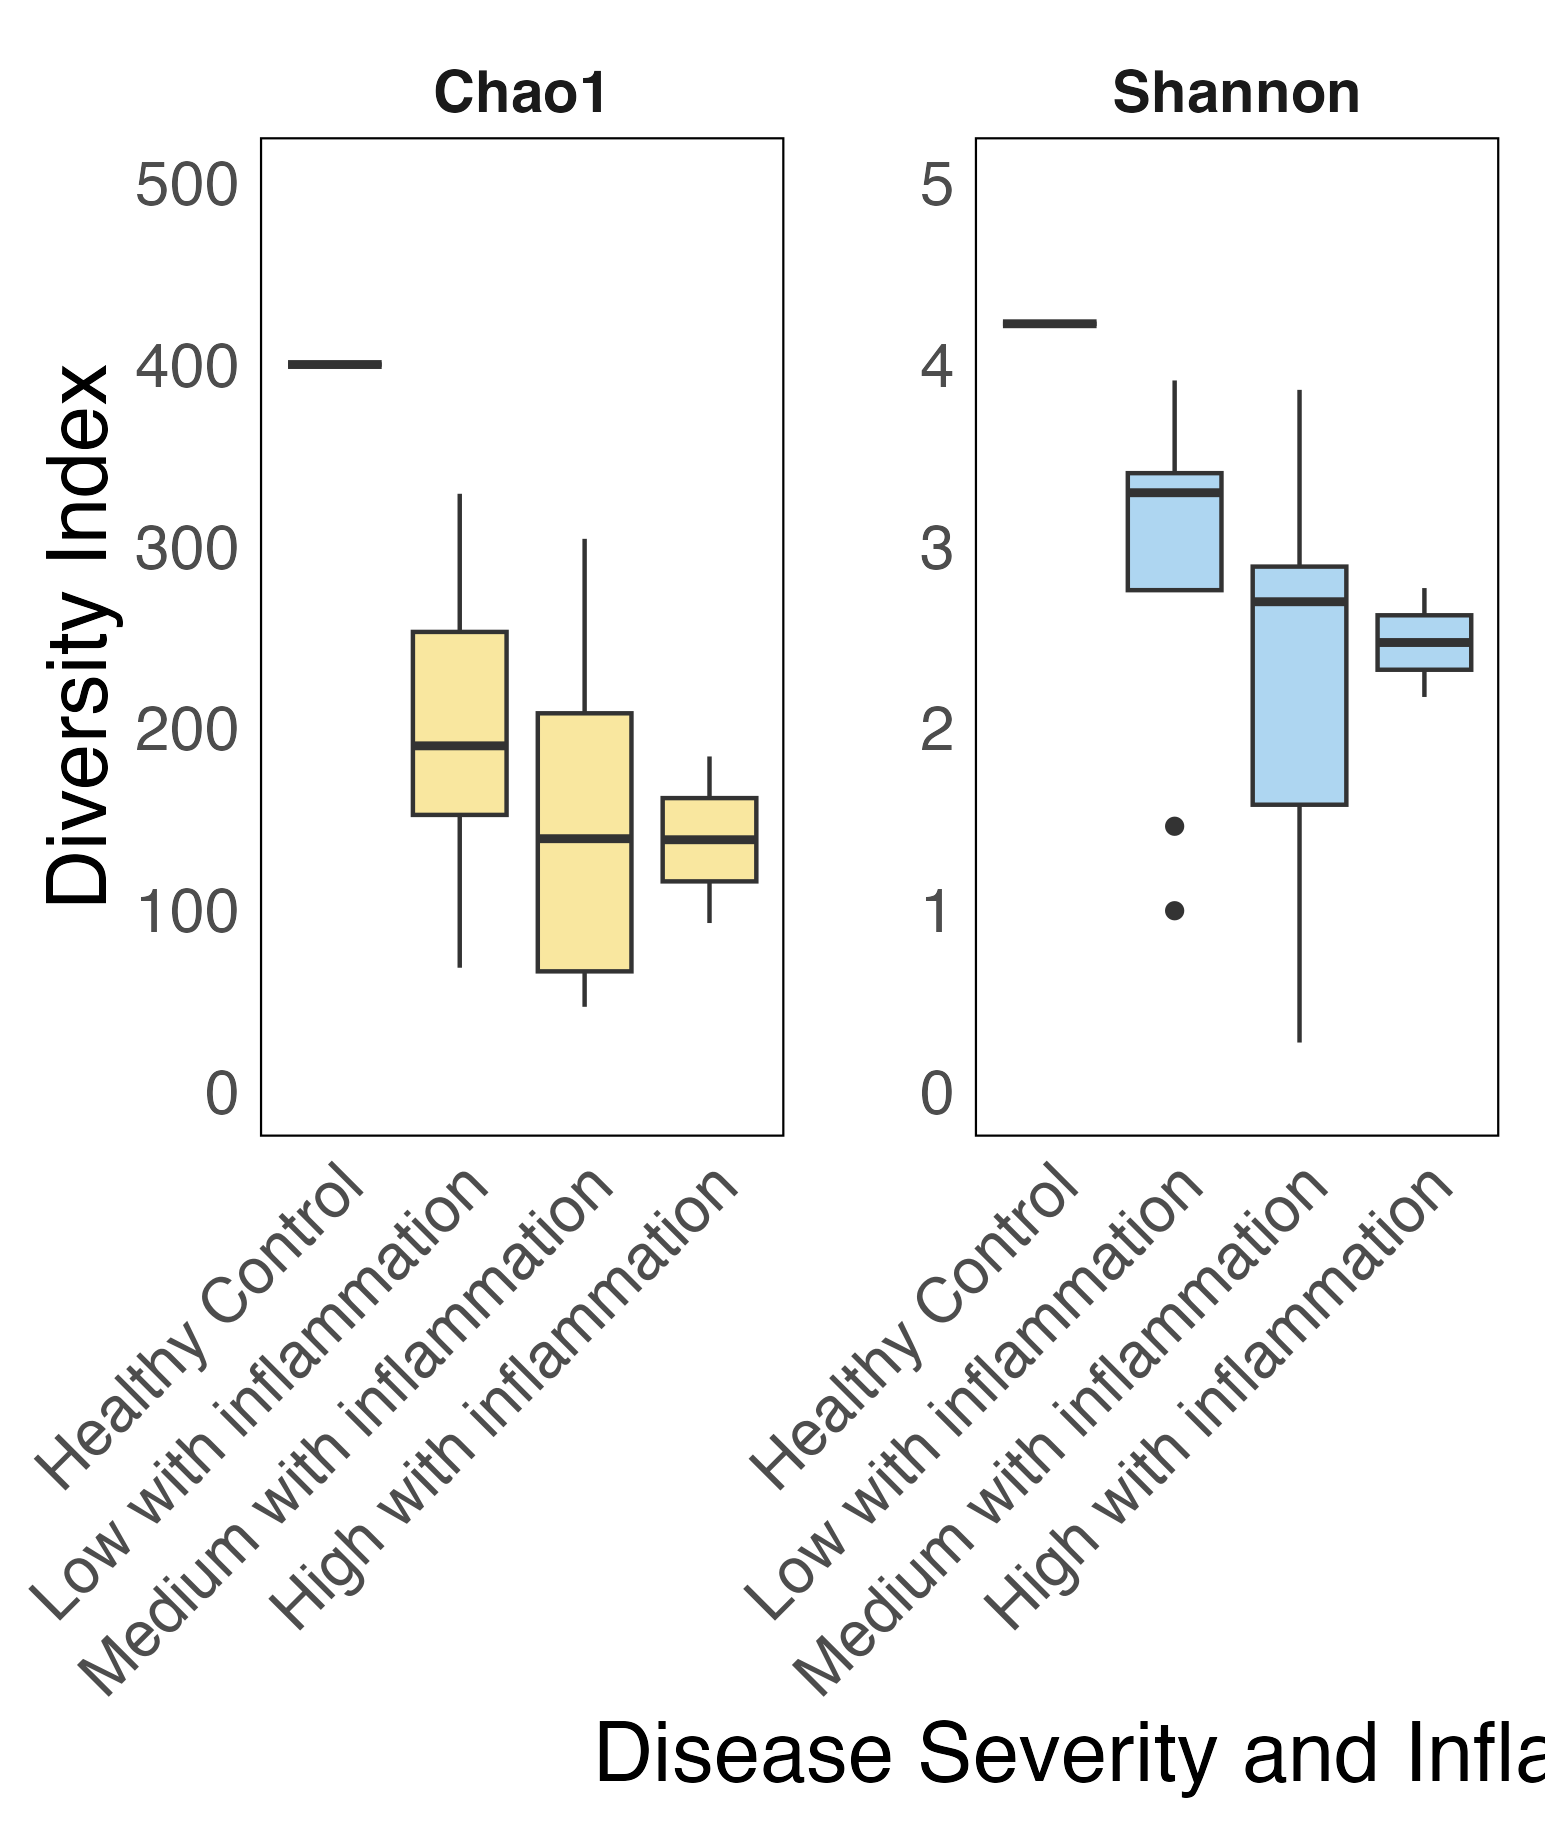 Chao1
Shannon
Diversity Index
500
400
300
200
100
0
5
4
3
2
1
0
Healthy Control
Low with inflammation
Medium with inflammation
High with inflammation
Healthy Control
Low with inflammation
Medium with inflammation
High with inflammation
Disease Severity and Infla